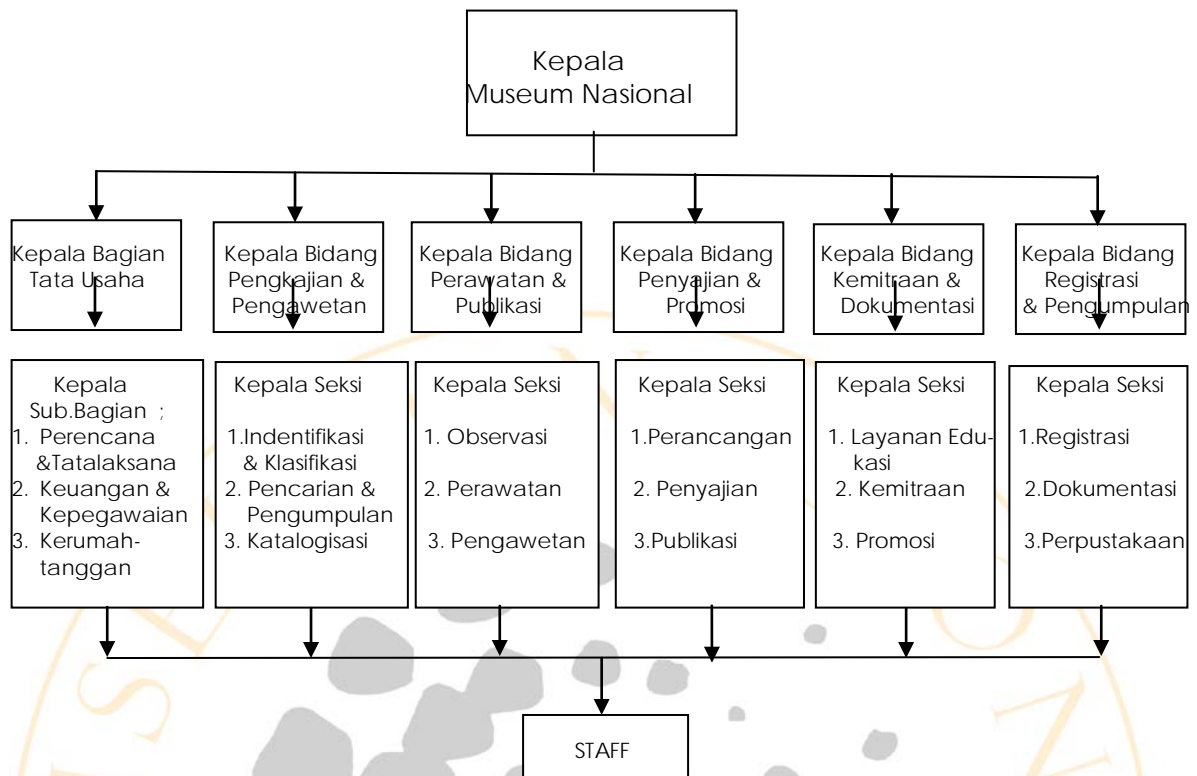 Kepala
Museum Nasional
Kepala Bagian
Tata Usaha
Kepala Bidang
Pengkajian &
Pengawetan
Kepala Bidang
Perawatan &
Publikasi
Kepala Bidang
Penyajian &
Promosi
Kepala Bidang
Kemitraan &
Dokumentasi
Kepala Bidang
Registrasi
& Pengumpulan
Kepala
Sub.Bagian ;
1. Perencana
&Tatalaksana
2. Keuangan &
Kepegawaian
3. Kerumah-
tanggan
Kepala Seksi
1.Indentifikasi
& Klasifikasi
2. Pencarian &
Pengumpulan
3. Katalogisasi
Kepala Seksi
1. Observasi
2. Perawatan
3. Pengawetan
Kepala Seksi
1.Perancangan
2. Penyajian
3.Publikasi
Kepala Seksi
1. Layanan Edu-
kasi
2. Kemitraan
3. Promosi
Kepala Seksi
1.Registrasi
2.Dokumentasi
3.Perpustakaan
STAFF